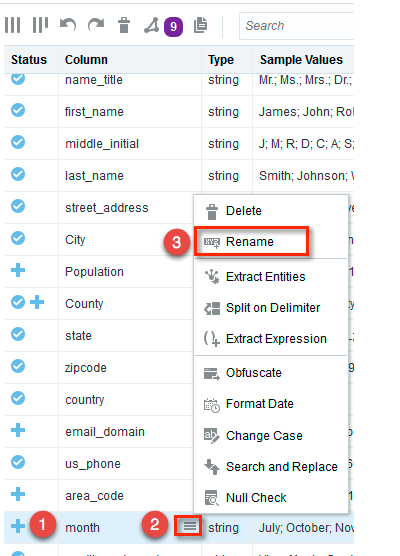 9
Search
Status Column Type Sample Values
name_title string Mr.; Ms.; Mrs.; Dr.;
first_name string James; John; Rol
middle_initial string J; M; R; D; C; A; S;
last_name string Smith; Johnson; W
street_address
Delete
City
3 Rename
Population
Extract Entities
County
Split on Delimiter
state
Extract Expression
zipcode 9
Obfuscate
country
Format Date
email_domain
Change Case
us_phone
Search and Replace
area_code
Null Check
1 month 2 string July; October; Nov